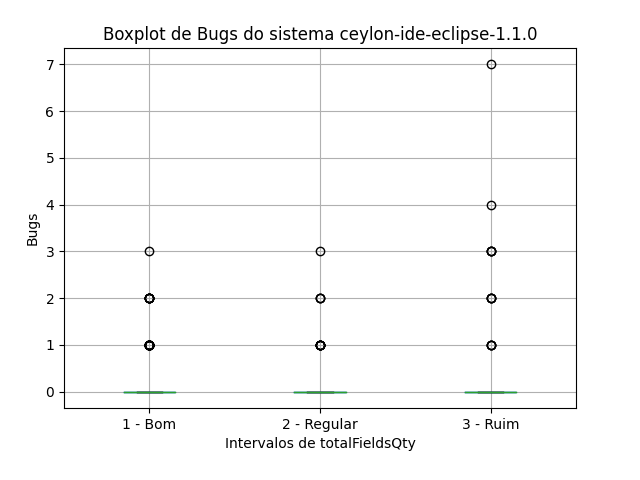 Boxplot de Bugs do sistema ceylon-ide-eclipse-1.1.0
7
6
5
4
3
2
1
0
Bugs
1 - Bom
2 - Regular
3 - Ruim
Intervalos de totalFieldsQty